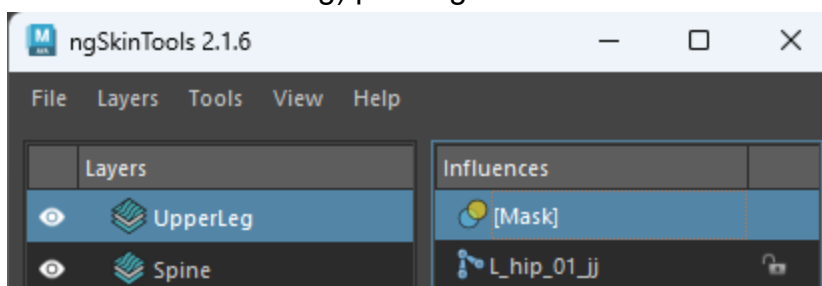 ngSkinTools 2.1.6
File Layers Tools View Help
Layers Influences
UpperLeg [Mask]
Spine L_hip_01_jj